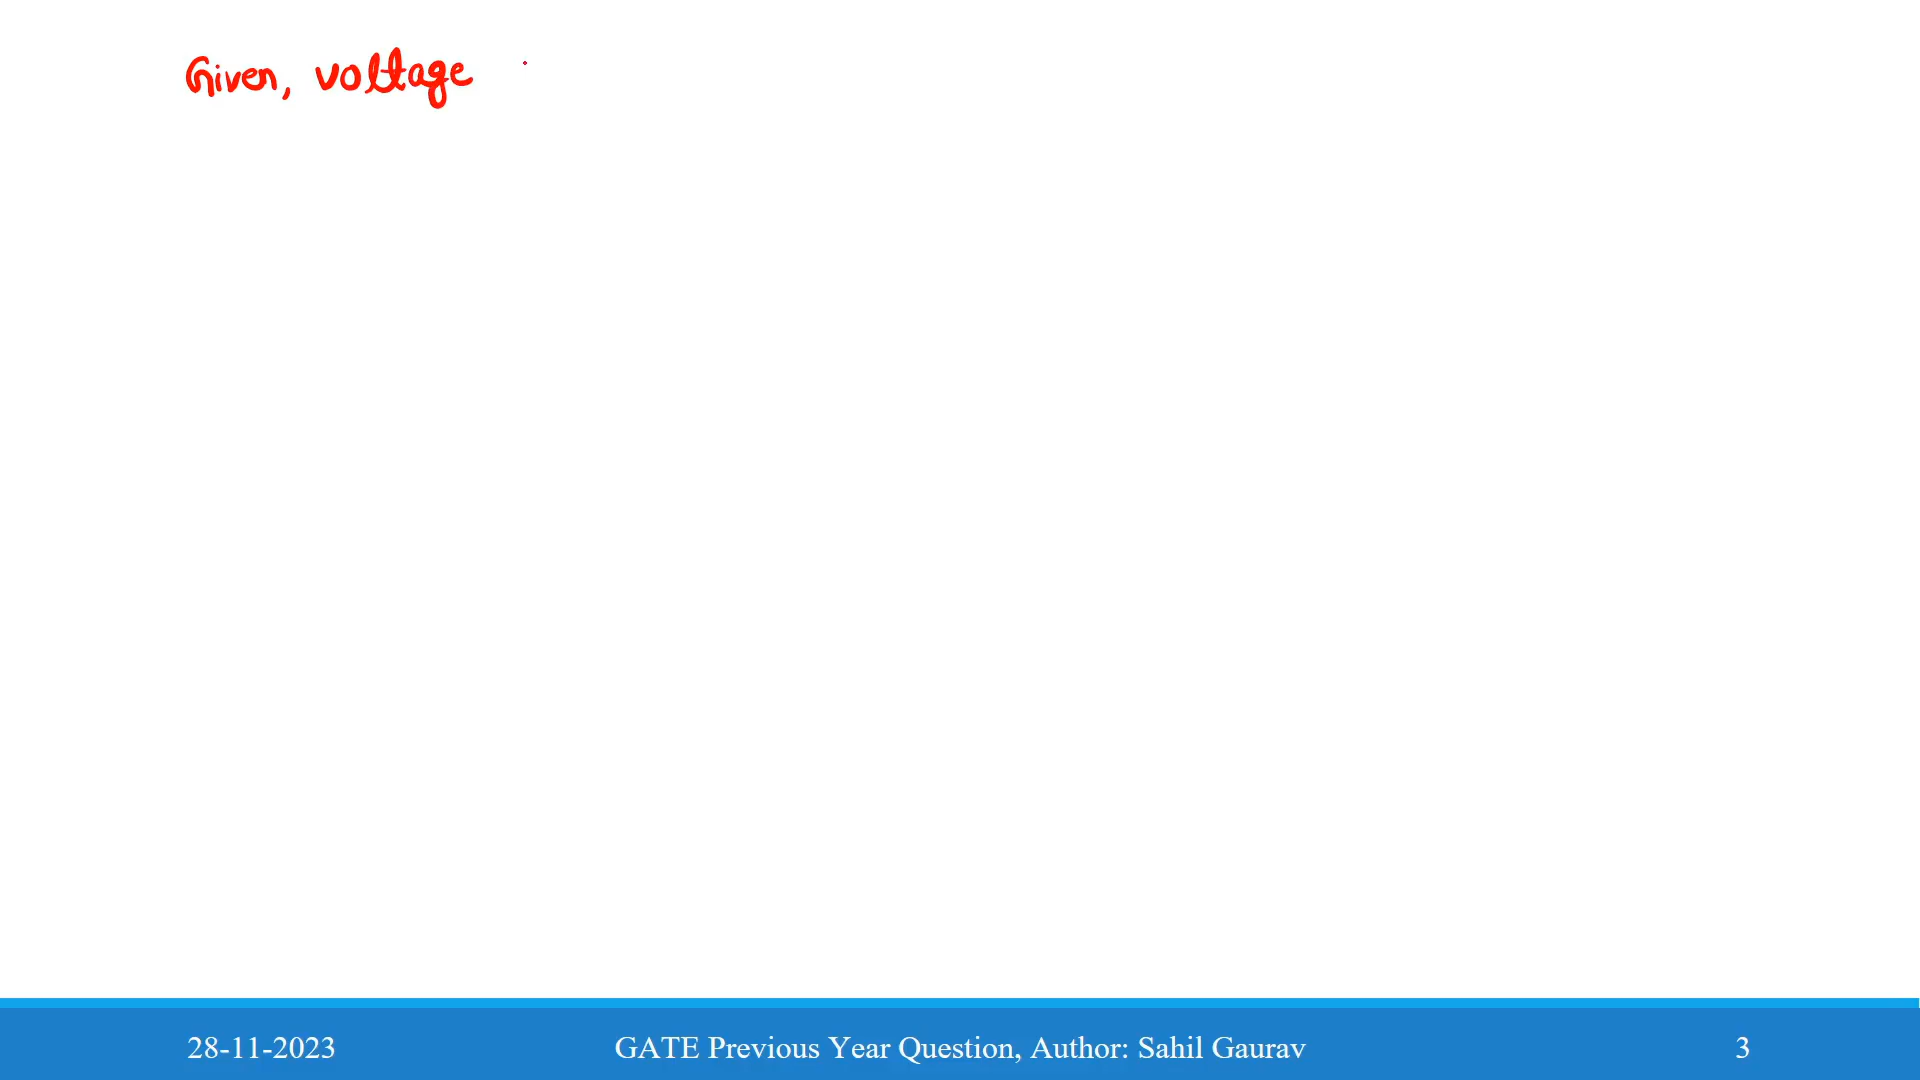 Given, voltage
28-11-2023 GATE Previous Year Question, Author: Sahil Gaurav 3